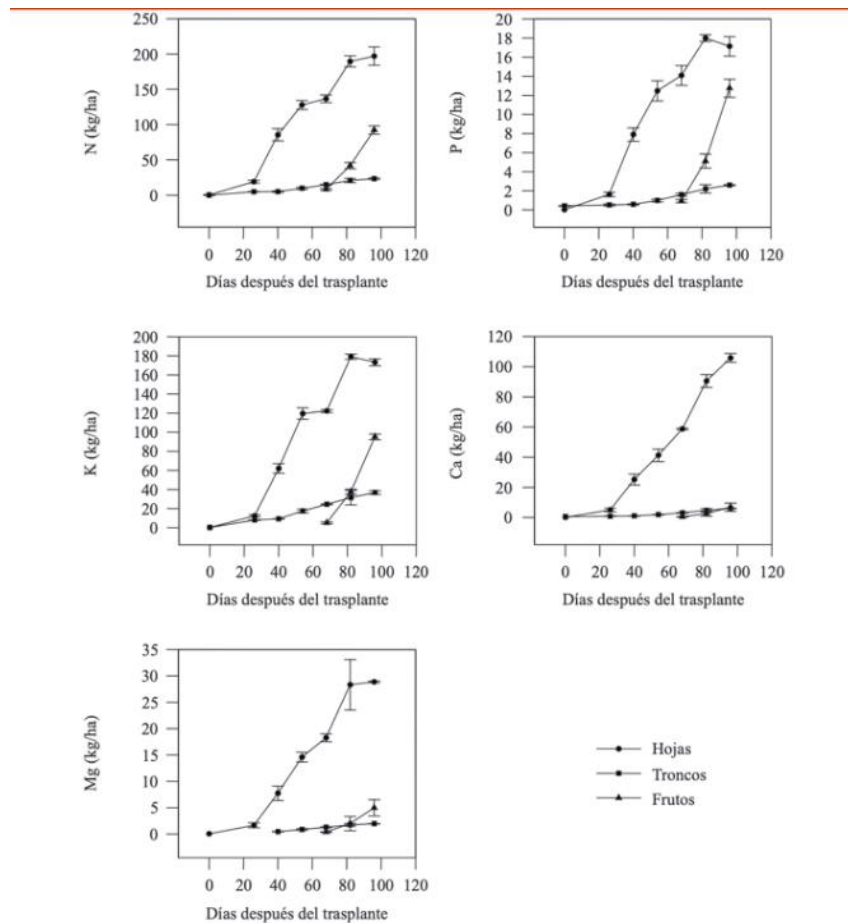 250
200
150
100
50
0
N (kg/ha)
0 20 40 60 80 100 120
Días después del trasplante
20
18
16
14
12
10
8
6
4
2
0
P (kg/ha)
0 20 40 60 80 100 120
Días después del trasplante
200
180
160
140
120
100
80
60
40
20
0
K (kg/ha)
0 20 40 60 80 100 120
Días después del trasplante
120
100
80
60
40
20
0
Ca (kg/ha)
0 20 40 60 80 100 120
Días después del trasplante
35
30
25
20
15
10
5
0
Mg (kg/ha)
0 20 40 60 80 100 120
Días después del trasplante
Hojas
Troncos
Frutos